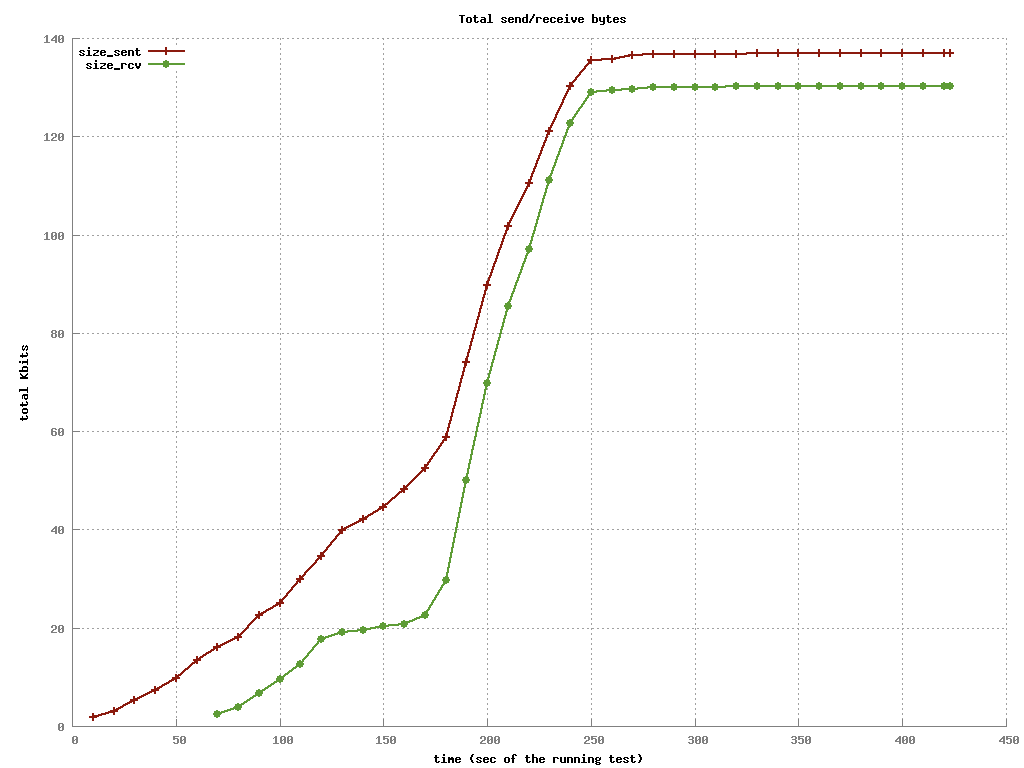 Total send/receive bytes
140
size_sent
size_rcv
120
100
80
total Kbits
60
40
20
0
0 50 100 150 200 250 300 350 400 450
time (sec of the running test)